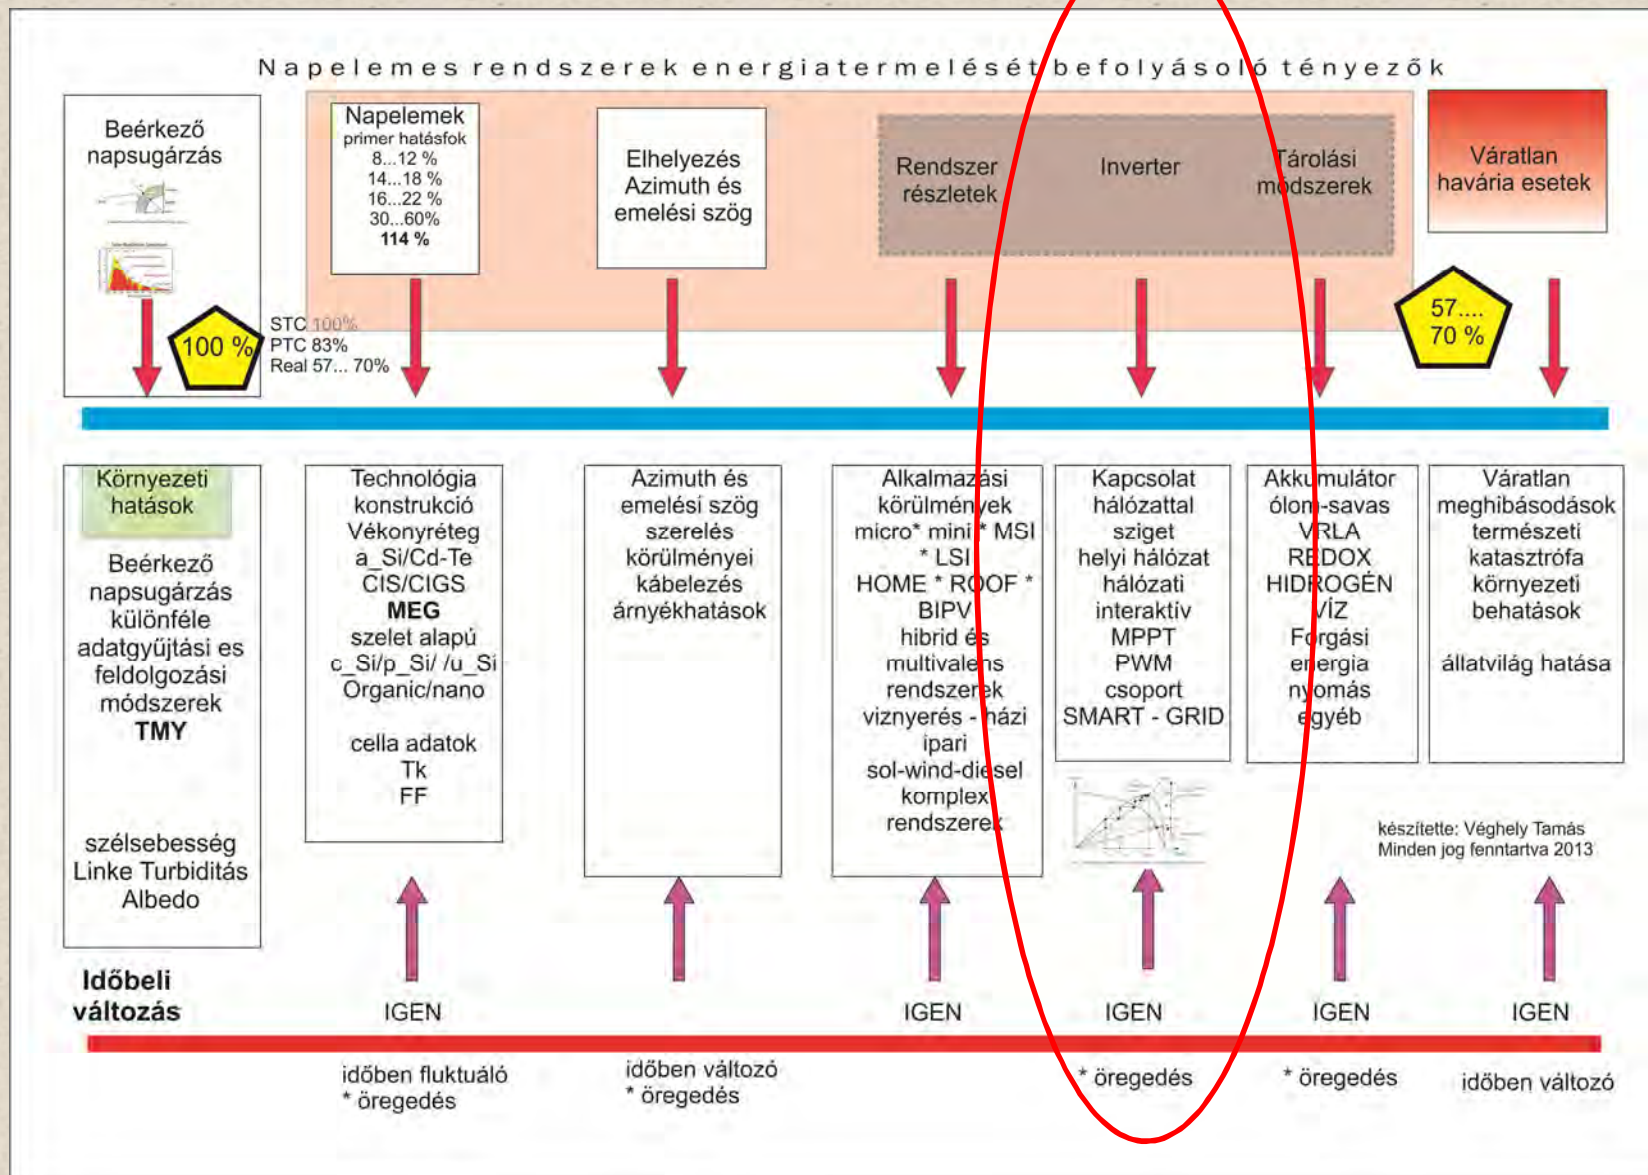 Napelemes rendszerek energiatermelését befolyásoló tényezők
Beérkező
napsugárzás
100 %
STC 100%
PTC 83%
Real 57... 70%
Napelemek
primer hatásfok
8...12 %
14...18 %
16...22 %
30...60%
114 %
Elhelyezés
Azimuth és
emelési szög
Rendszer
részletek
Inverter
Tárolási
módszerek
57....
70 %
Váratlan
havária esetek
Környezeti
hatások
Beérkező
napsugárzás
különféle
adatgyűjtási es
feldolgozási
módszerek
TMY
szélsebesség
Linke Turbiditás
Albedo
Technológia
konstrukció
Vékonyréteg
a_Si/Cd-Te
CIS/CIGS
MEG
szelet alapú
c_Si/p_Si/ /u_Si
Organic/nano
cella adatok
Tk
FF
Azimuth és
emelési szög
szerelés
körülményei
kábelezés
árnyékhatások
Alkalmazási
körülmények
micro* mini * MSI
* LSI
HOME * ROOF *
BIPV
hibrid és
multivalens
rendszerek
viznyerés - házi
ipari
sol-wind-diesel
komplex
rendszerek
Kapcsolat
hálózattal
sziget
helyi hálózat
hálózati
interaktív
MPPT
PWM
csoport
SMART - GRID
Akkumulátor
ólom-savas
VRLA
REDOX
HIDROGÉN
VÍZ
Forgási
energia
nyomás
egyéb
Váratlan
meghibásodások
természeti
katasztrófa
környezeti
behatások
állatvilág hatása
készítette: Véghely Tamás
Minden jog fenntartva 2013
Időbeli
változás
IGEN
IGEN
IGEN
IGEN
IGEN
időben fluktuáló
* öregedés
időben változó
* öregedés
* öregedés
* öregedés
időben változó